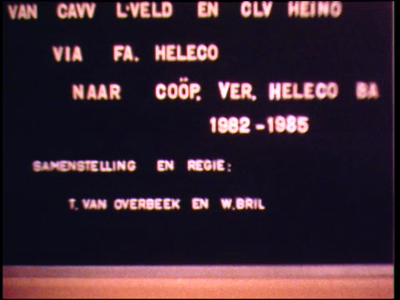 VAN CAVV L'VELD EN CLV HEINO
VIA FA. HELECO
NAAR COÖP. VER. HELECO BA
1982-1985
SAMENSTELLING EN REGIE:
T. VAN OVERBEEK EN W. BRIL